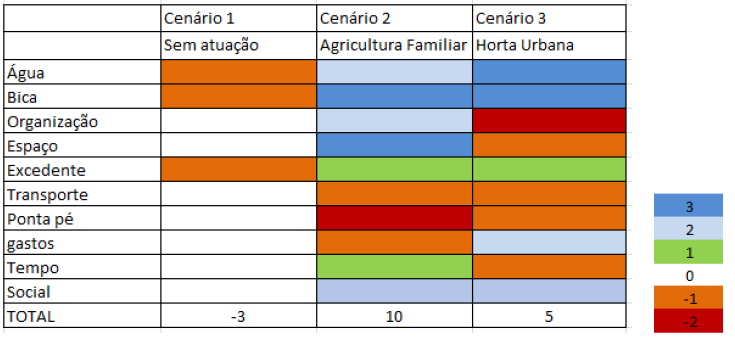 Cenário 1 Cenário 2 Cenário 3
Sem atuação Agricultura Familiar Horta Urbana
Água
Bica
Organização
Espaço
Excedente
Transporte
Ponta pé
gastos
Tempo
Social
TOTAL -3 10 5
3
2
1
0
-1
-2